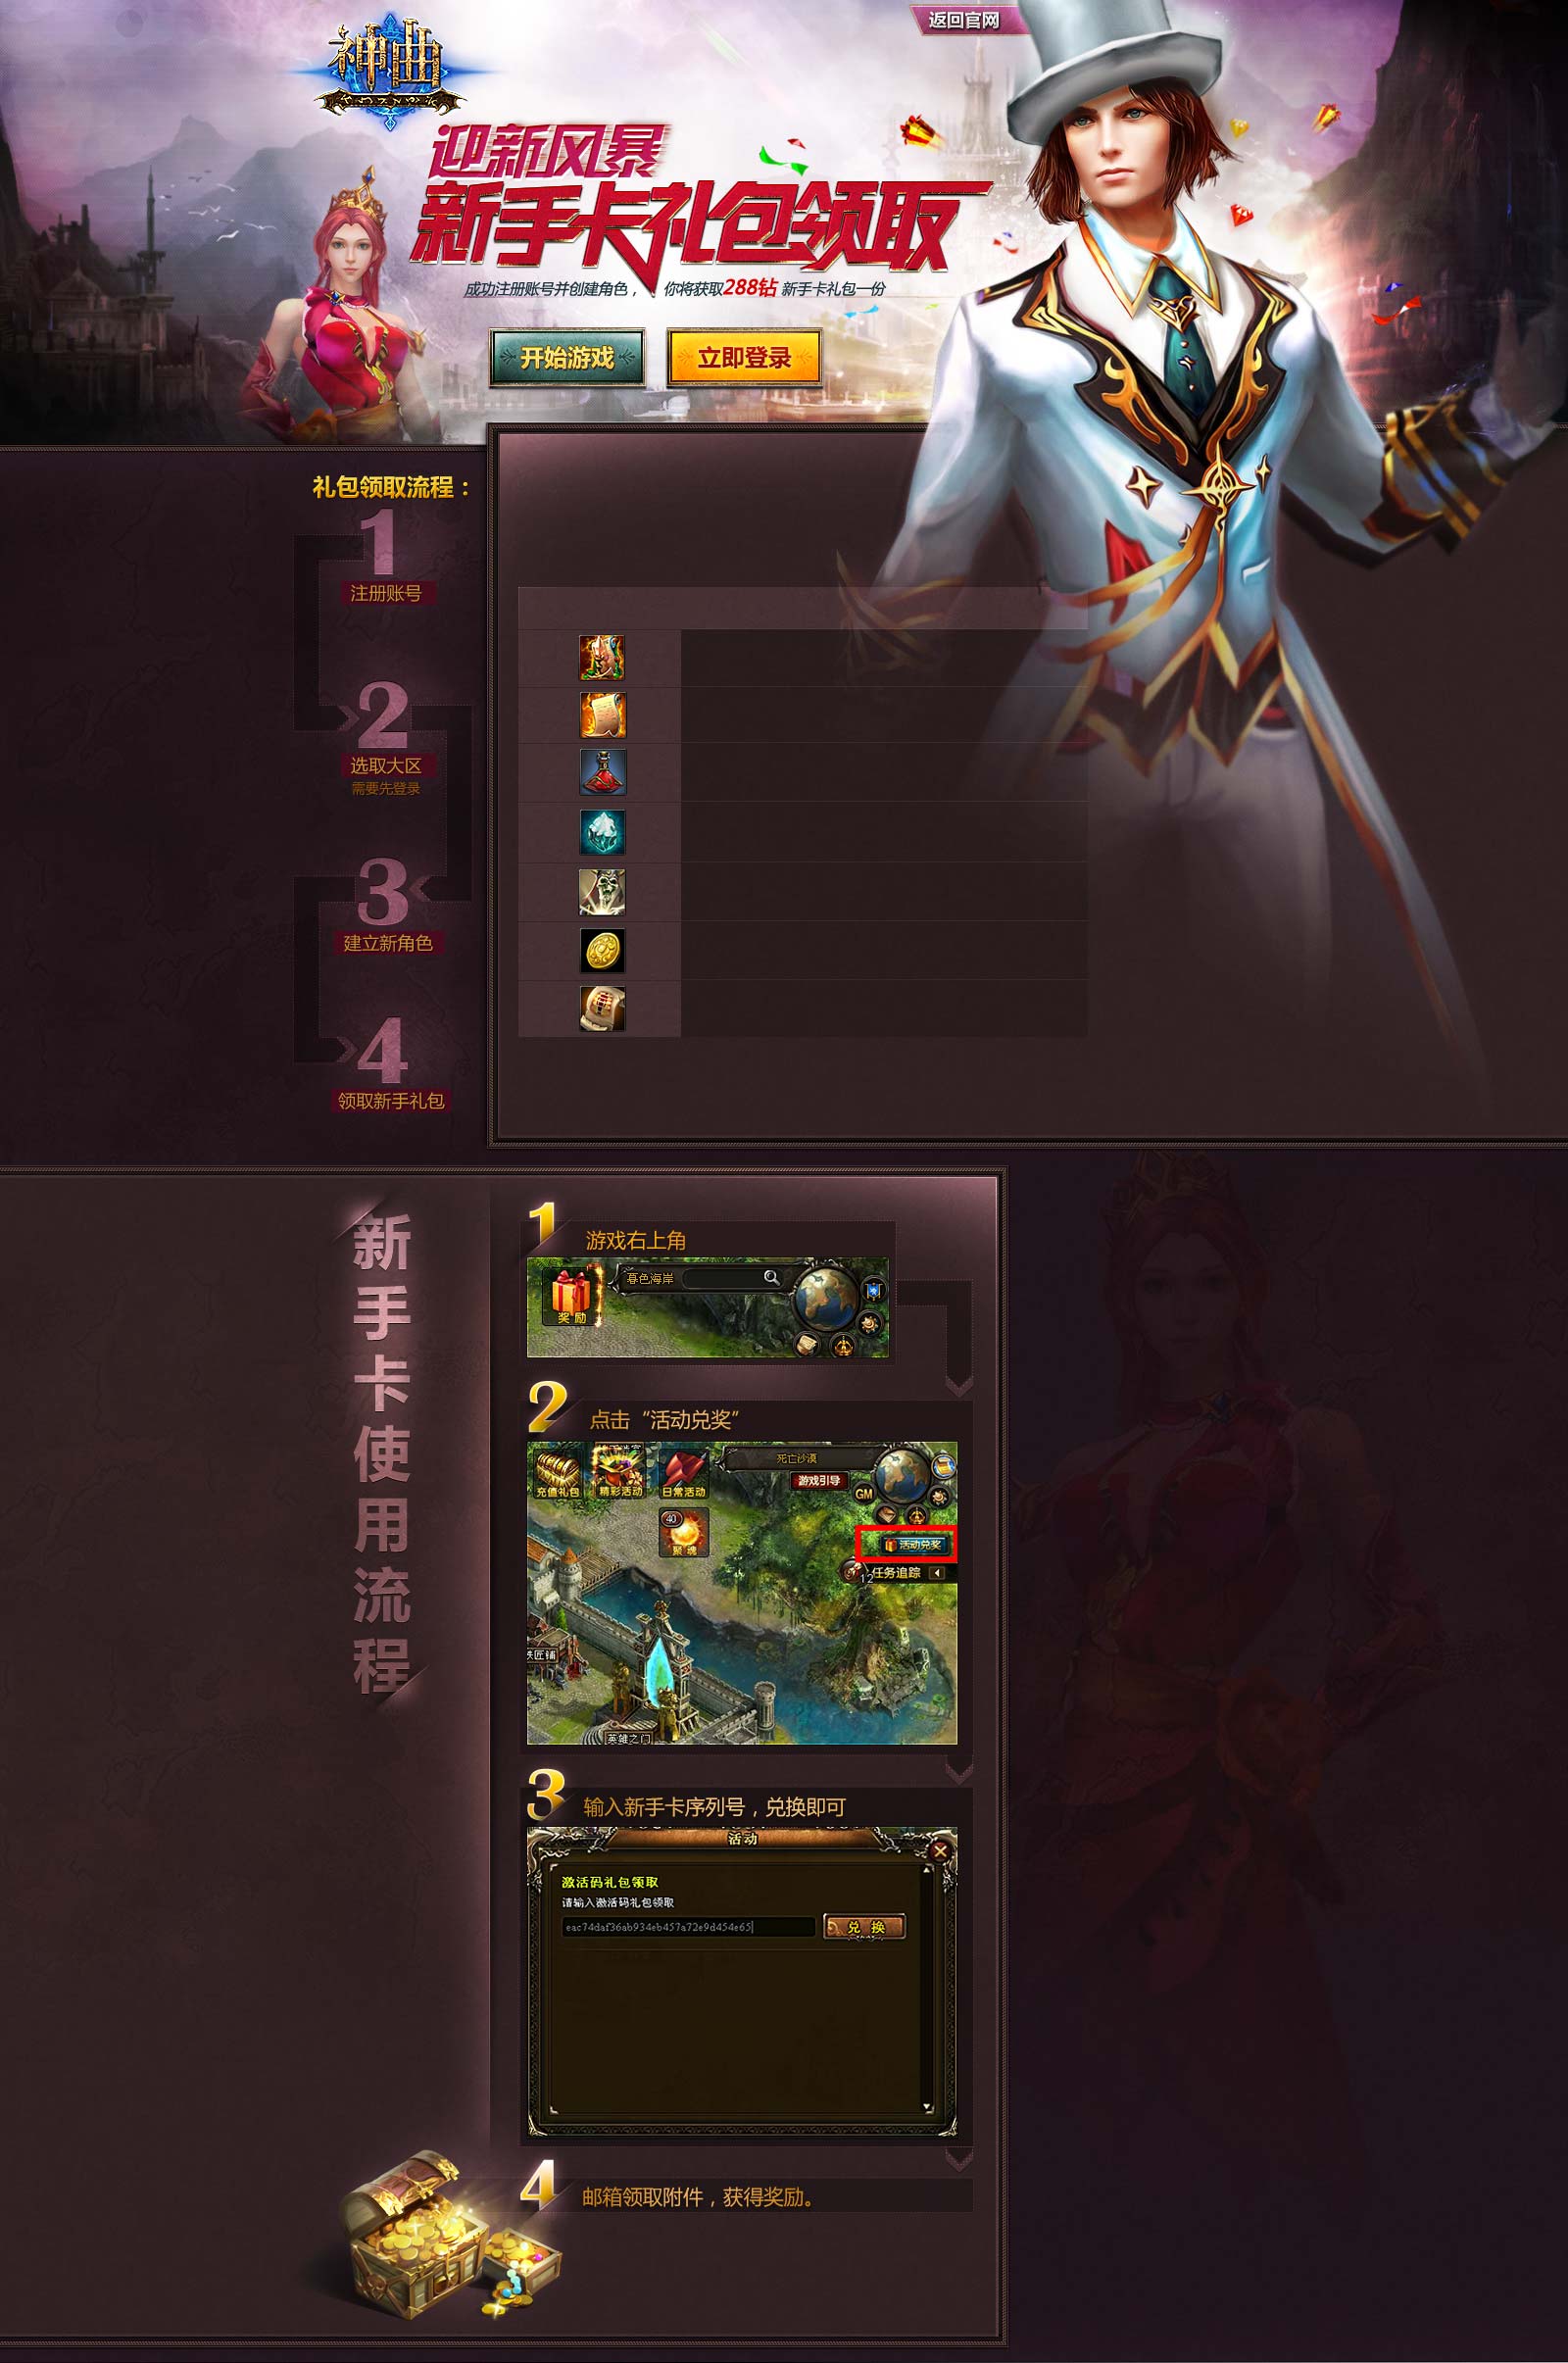 神曲
返回官网
迎新风暴
新手卡礼包领取
成功注册账号并创建角色， 你将获取288钻 新手卡礼包一份
开始游戏
立即登录
礼包领取流程：
1
注册账号
2
选取大区
需要先登录
3
建立新角色
4
领取新手礼包
新手卡使用流程
1
游戏右上角
奖励
暮色海岸
2
点击“活动兑奖”
充值礼包
精彩活动
日常活动
死亡沙漠
游戏引导
GM
40
聚魂
活动兑奖
12
任务追踪
铁匠铺
英雄之门
3
输入新手卡序列号，兑换即可
活动
激活码礼包领取
请输入激活码礼包领取
eac74daf36ab934eb457a72e9d454e65
兑 换
4
邮箱领取附件，获得奖励。